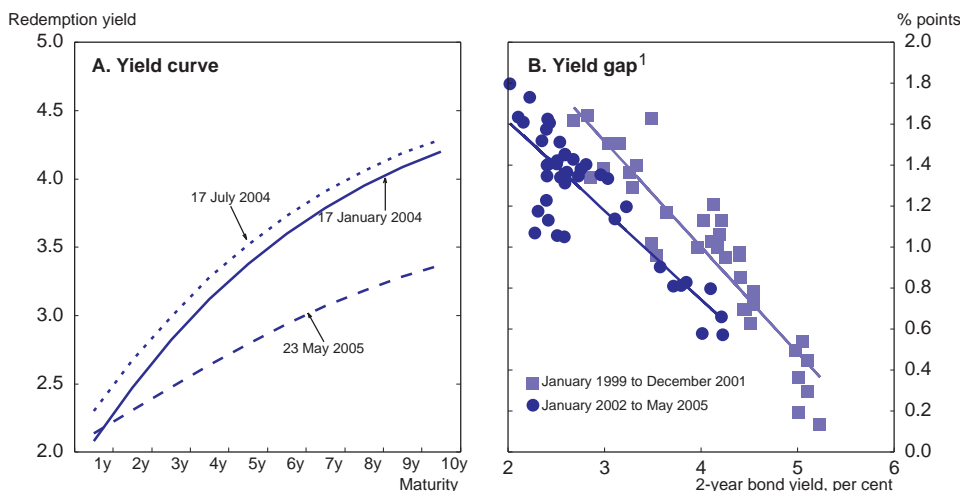 Redemption yield
% points
5.0
4.5
4.0
3.5
3.0
2.5
2.0
A. Yield curve
17 July 2004
17 January 2004
23 May 2005
1y 2y 3y 4y 5y 6y 7y 8y 9y 10y
Maturity
B. Yield gap1
2.0
1.8
1.6
1.4
1.2
1.0
0.8
0.6
0.4
0.2
0.0
January 1999 to December 2001
January 2002 to May 2005
2 3 4 5 6
2-year bond yield, per cent